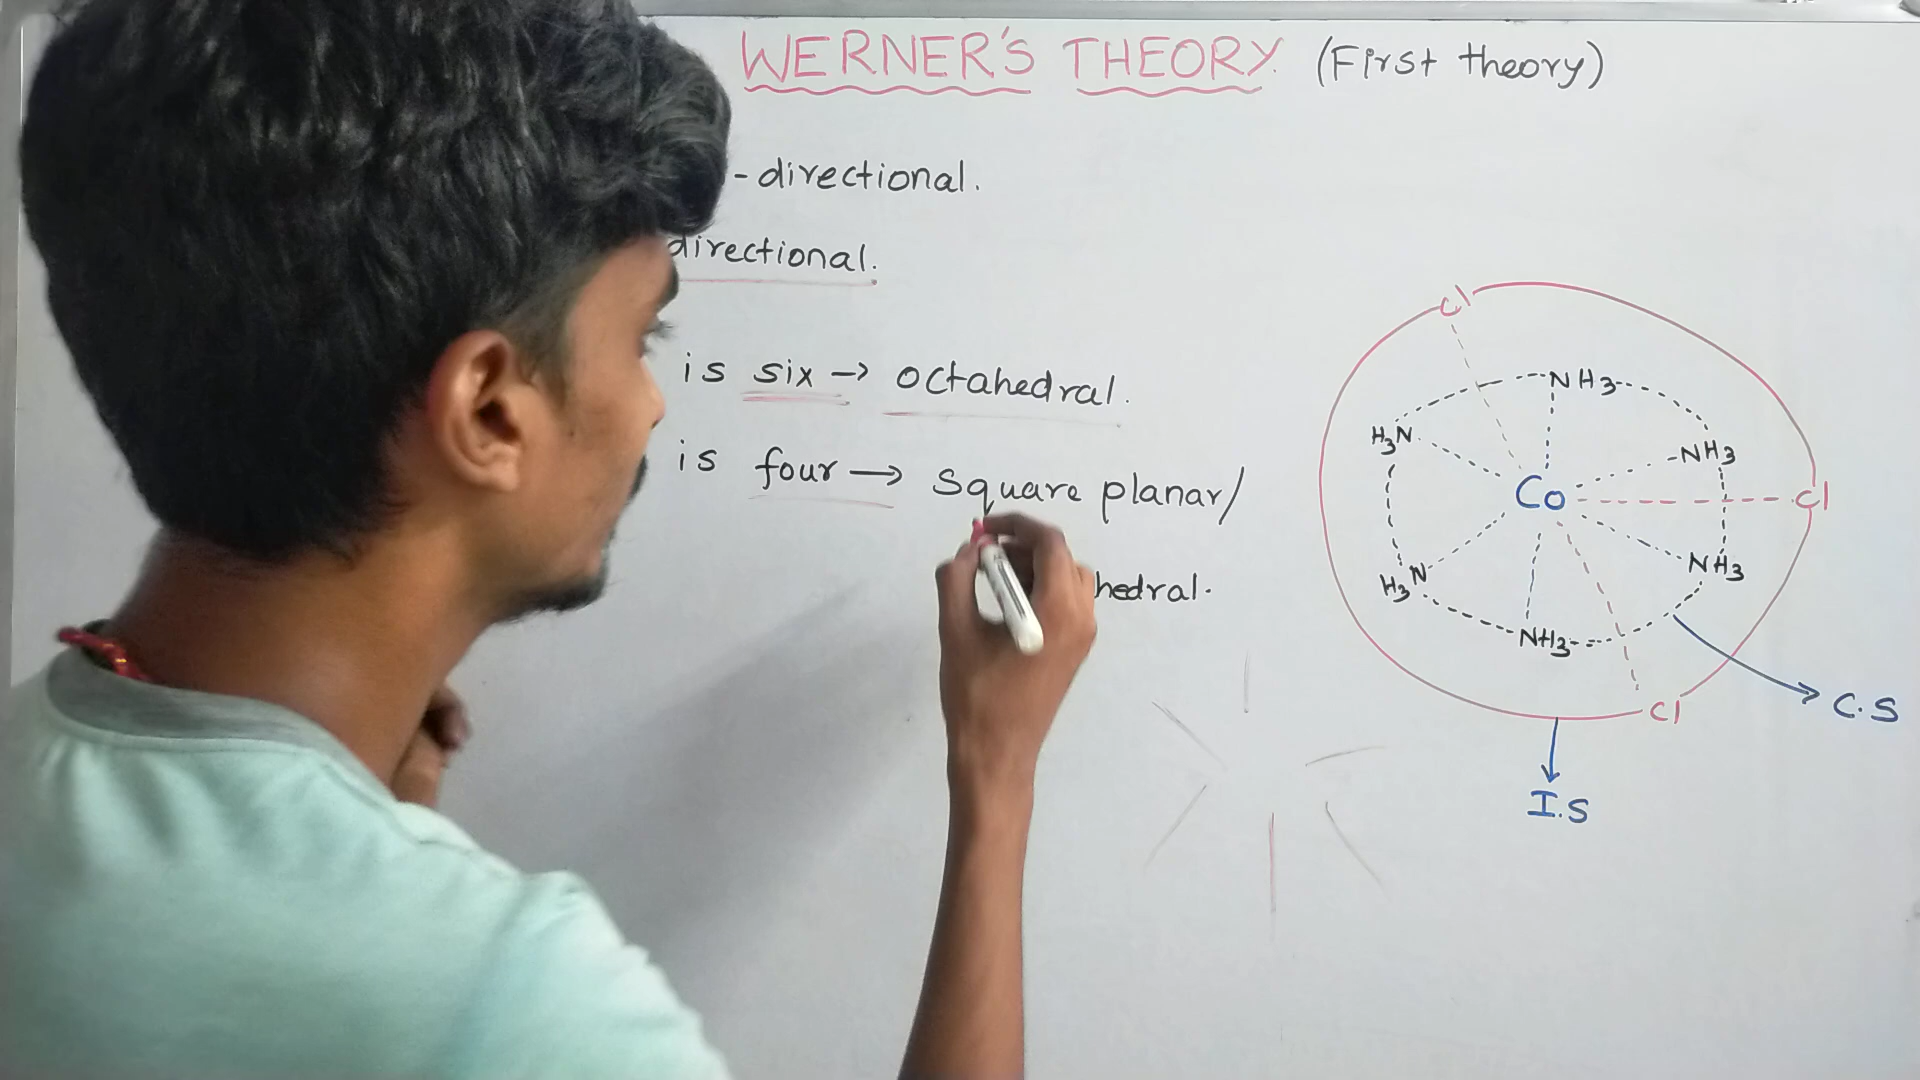 WERNER'S THEORY. (First theory)
-directional.
directional.
is six → octahedral.
is four → square planar/
hedral.
Cl
NH3
H3N
NH3
Co
Cl
NH3
H3N
NH3
Cl
C.S
I.S